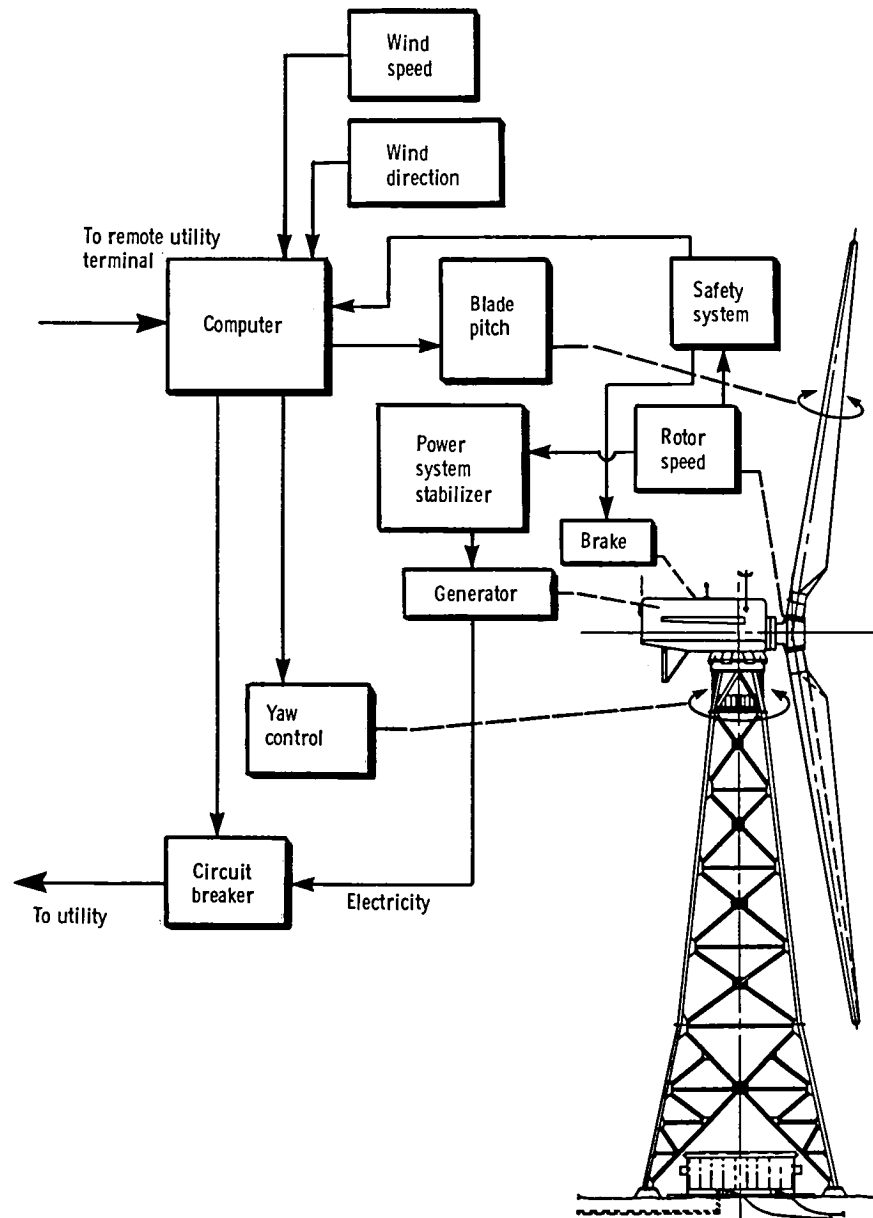 Wind
speed
Wind
direction
To remote utility
terminal
Computer
Blade
pitch
Safety
system
Power
system
stabilizer
Rotor
speed
Brake
Generator
Yaw
control
Circuit
breaker
Electricity
To utility